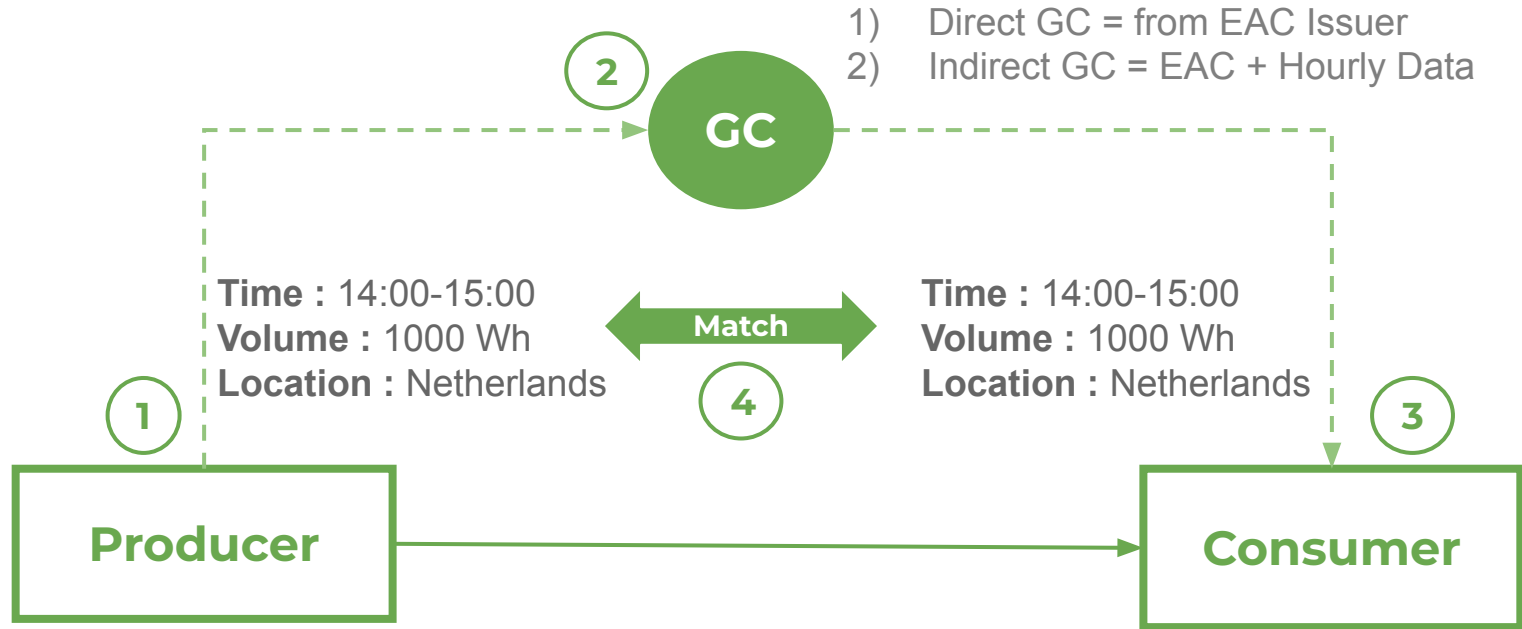 1) Direct GC = from EAC Issuer
2) Indirect GC = EAC + Hourly Data
2
GC
Time : 14:00-15:00
Volume : 1000 Wh
Location : Netherlands
Match
Time : 14:00-15:00
Volume : 1000 Wh
Location : Netherlands
1
4
3
Producer
Consumer